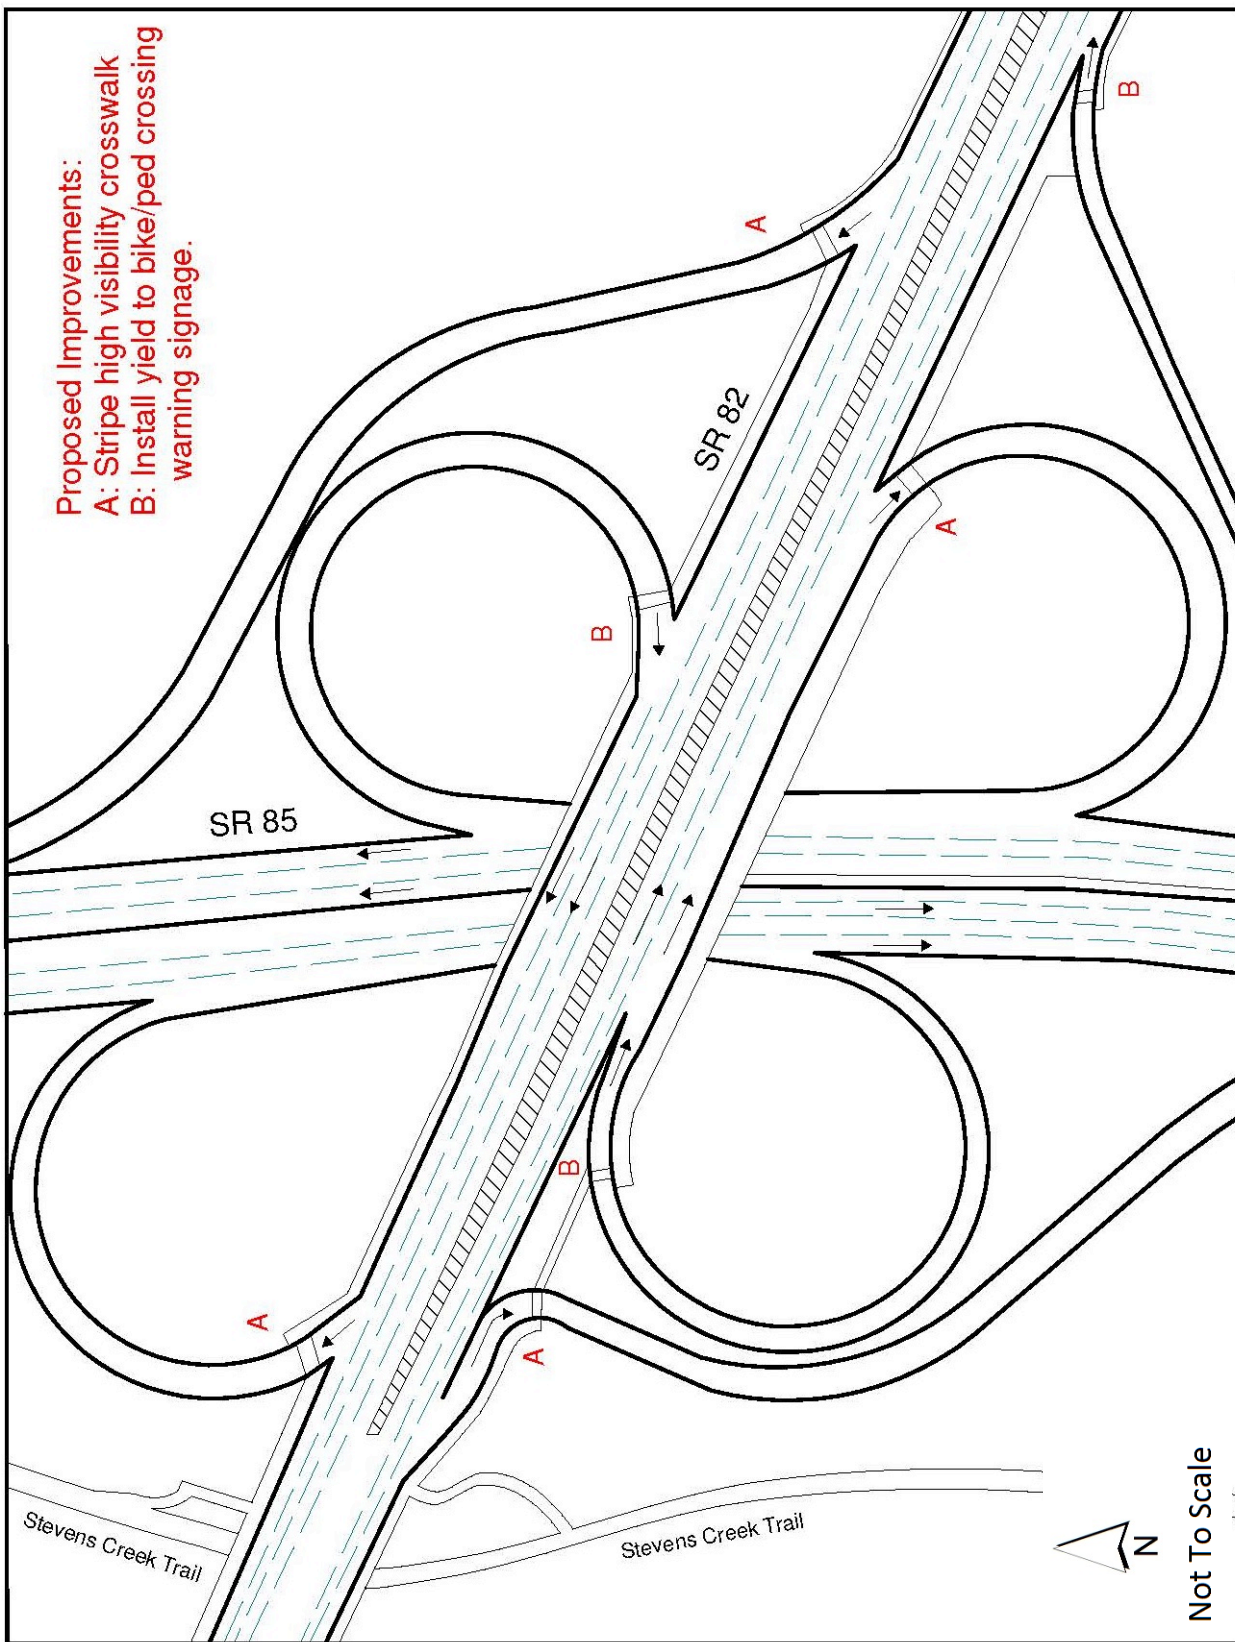 Proposed Improvements:
A: Stripe high visibility crosswalk
B: Install yield to bike/ped crossing
warning signage.
B
A
SR 82
A
B
SR 85
B
A
A
Stevens Creek Trail
Stevens Creek Trail
N
Not To Scale